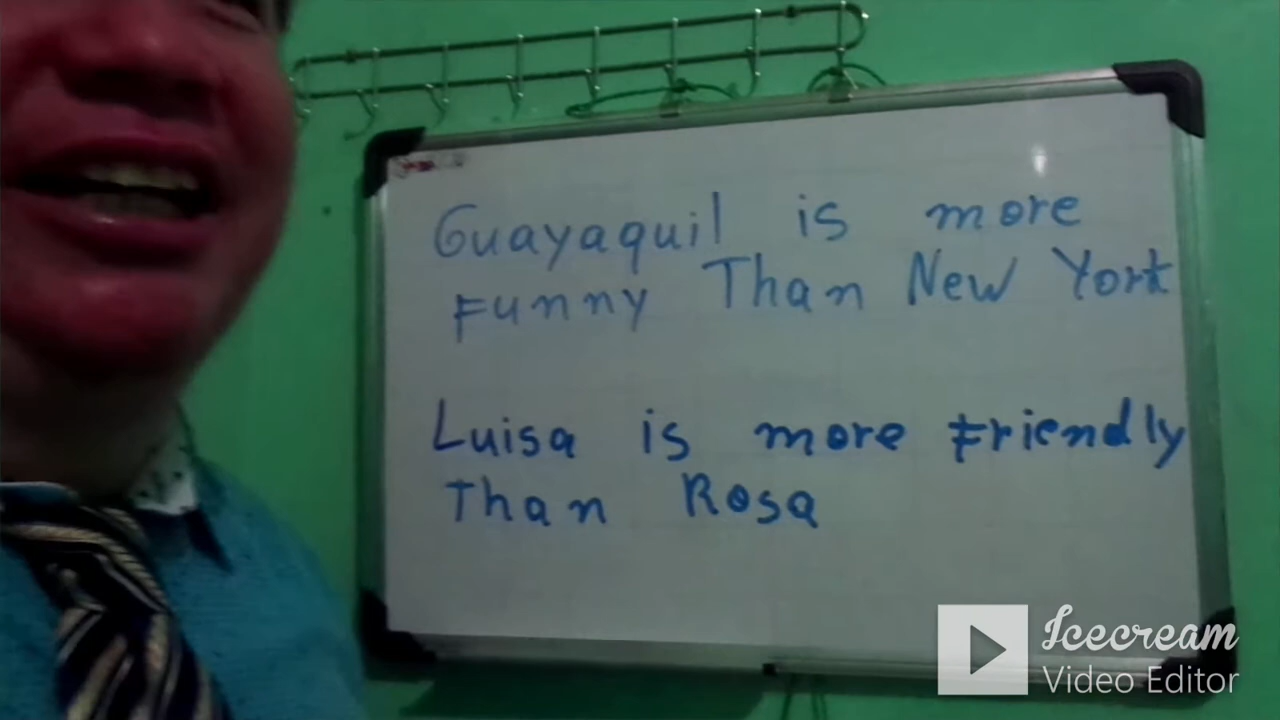 Guayaquil is more
Funny Than New York
Luisa is more Friendly
Than Rosa
Icecream
Video Editor